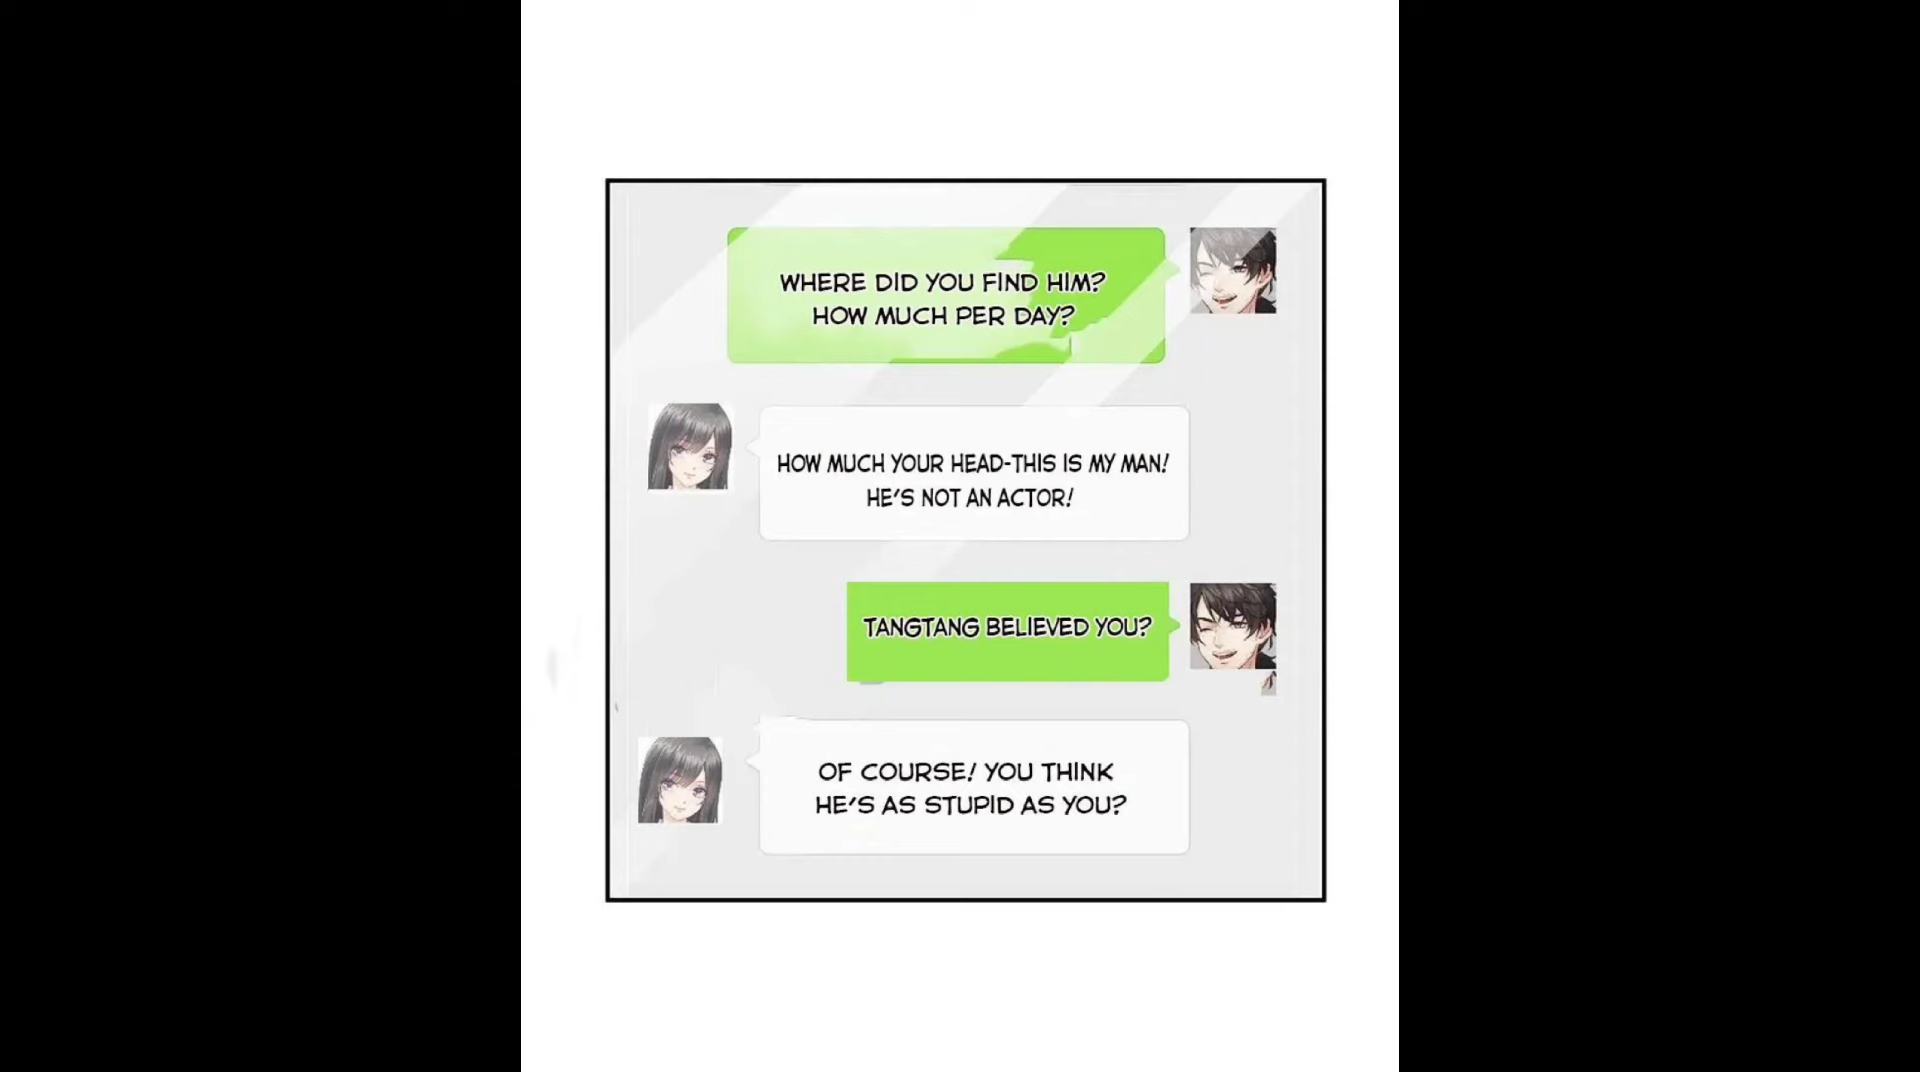 WHERE DID YOU FIND HIM?
HOW MUCH PER DAY?
HOW MUCH YOUR HEAD-THIS IS MY MAN!
HE'S NOT AN ACTOR!
TANGTANG BELIEVED YOU?
OF COURSE! YOU THINK
HE'S AS STUPID AS YOU?